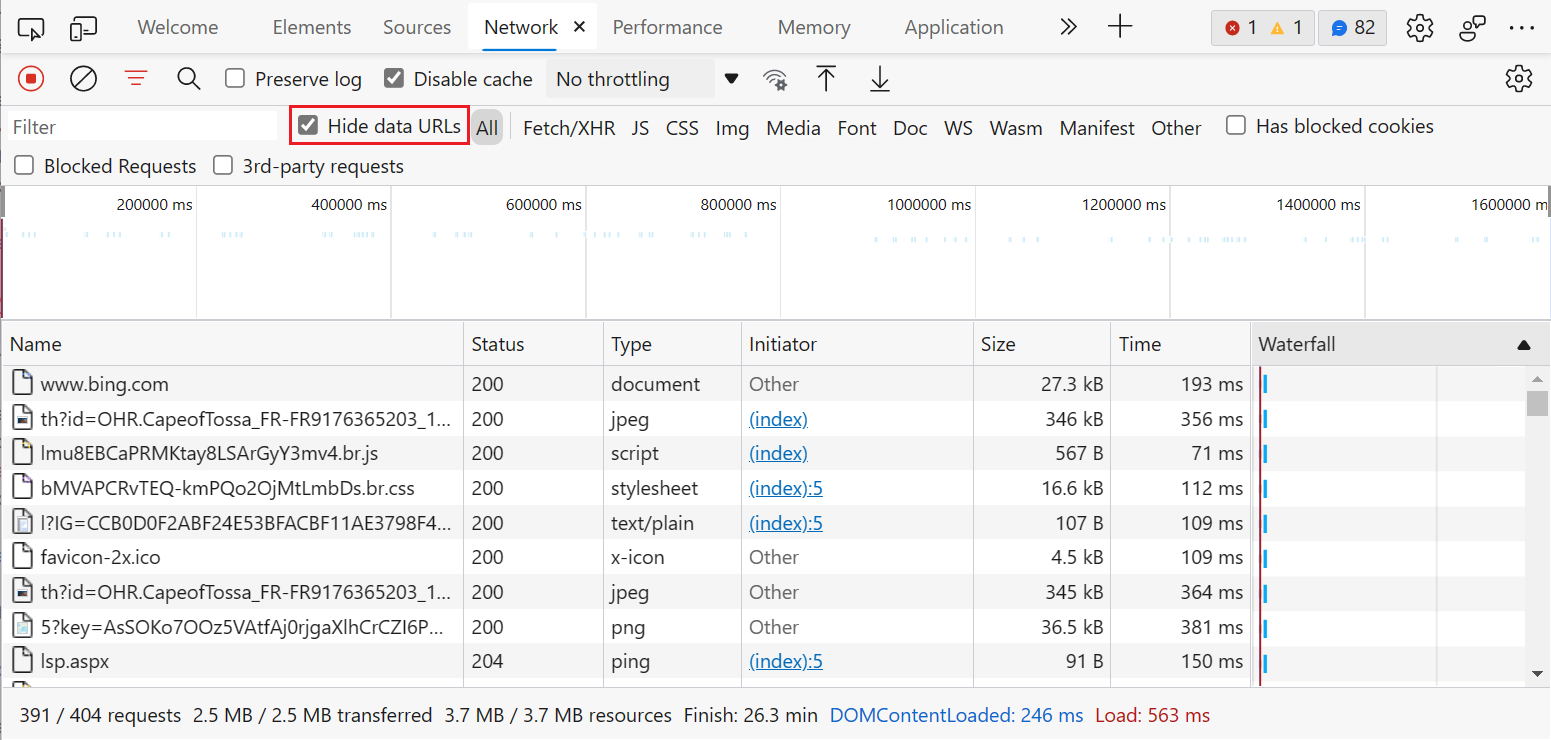 Welcome Elements Sources Network × Performance Memory Application 1 1 82
Preserve log Disable cache No throttling
Filter Hide data URLs All Fetch/XHR JS CSS Img Media Font Doc WS Wasm Manifest Other Has blocked cookies
Blocked Requests 3rd-party requests
200000 ms 400000 ms 600000 ms 800000 ms 1000000 ms 1200000 ms 1400000 ms 1600000 m
Name Status Type Initiator Size Time Waterfall
www.bing.com 200 document Other 27.3 kB 193 ms
th?id=OHR.CapeofTossa_FR-FR9176365203_1... 200 jpeg (index) 346 kB 356 ms
lmu8EBCaPRMKtay8LSArGyY3mv4.br.js 200 script (index) 567 B 71 ms
bMVAPCRvTEQ-kmPQo2OjMtLmbDs.br.css 200 stylesheet (index):5 16.6 kB 112 ms
l?IG=CCB0D0F2ABF24E53BFACBF11AE3798F4... 200 text/plain (index):5 107 B 109 ms
favicon-2x.ico 200 x-icon Other 4.5 kB 109 ms
th?id=OHR.CapeofTossa_FR-FR9176365203_1... 200 jpeg Other 345 kB 364 ms
5?key=AsSOKo7OOz5VAtfAj0rjgaXlhCrCZI6P... 200 png Other 36.5 kB 381 ms
lsp.aspx 204 ping (index):5 91 B 150 ms
391 / 404 requests 2.5 MB / 2.5 MB transferred 3.7 MB / 3.7 MB resources Finish: 26.3 min DOMContentLoaded: 246 ms Load: 563 ms